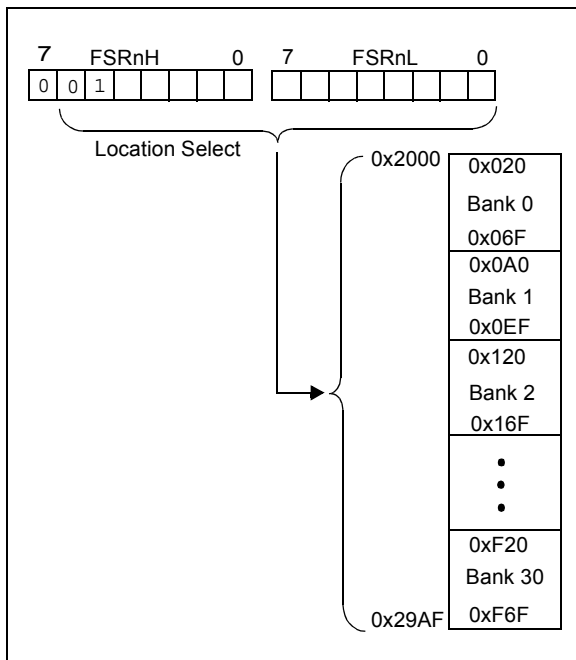 7 FSRnH 0 7 FSRnL 0
0 0 1
Location Select
0x2000
0x020
Bank 0
0x06F
0x0A0
Bank 1
0x0EF
0x120
Bank 2
0x16F
0xF20
Bank 30
0x29AF
0xF6F